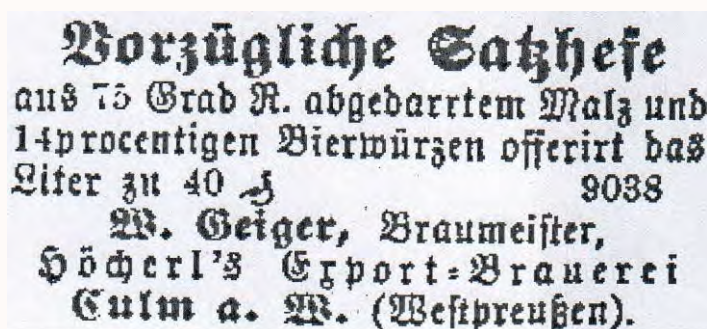 Vorzügliche Satzhefe
aus 75 Grad R. abgedarrtem Malz und
14procentigen Bierwürzen offerirt das
Liter zu 40 ₰ 9038
W. Geiger, Braumeister,
Höcherl's Export-Brauerei
Culm a. W. (Westpreußen).